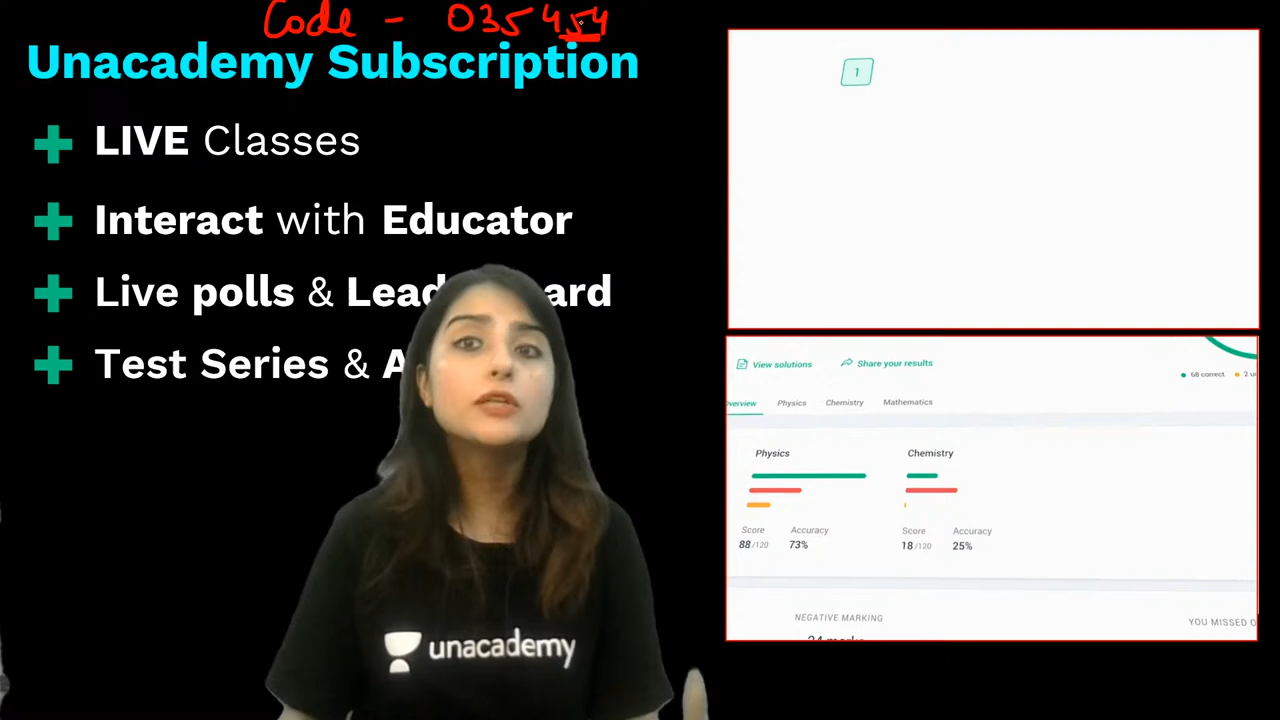 Code - 035454
Unacademy Subscription
LIVE Classes
Interact with Educator
Live polls &
Test Series &
unacademy
1
View solutions Share your results
68 correct
Physics Chemistry Mathematics
Physics Chemistry
Score Accuracy Score Accuracy
88/120 73% 18/120 25%
NEGATIVE MARKING YOU MISSED